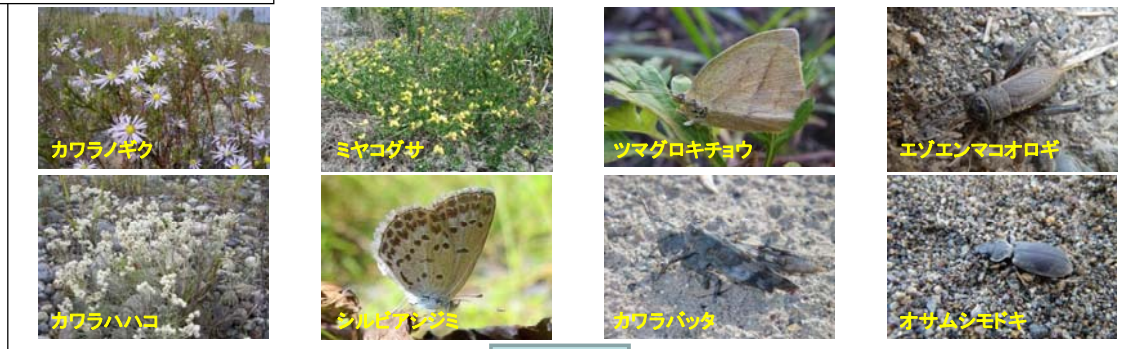 カワラノギク
ミヤコグサ
ツマグロキチョウ
エゾエンマコオロギ
カワラハハコ
シルビアシジミ
カワラバッタ
オサムシモドキ